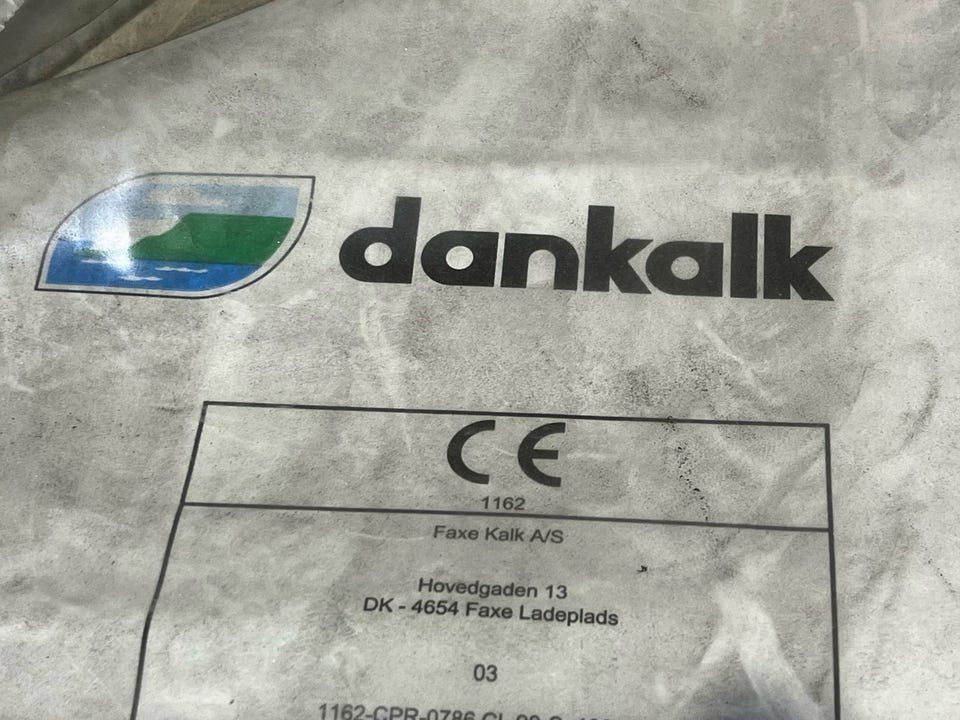 dankalk
CE
1162
Faxe Kalk A/S
Hovedgaden 13
DK - 4654 Faxe Ladeplads
03